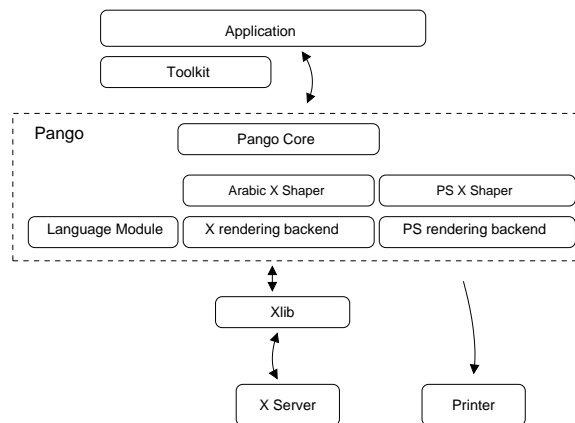 Application
Toolkit
Pango
Pango Core
Arabic X Shaper
PS X Shaper
Language Module
X rendering backend
PS rendering backend
Xlib
X Server
Printer